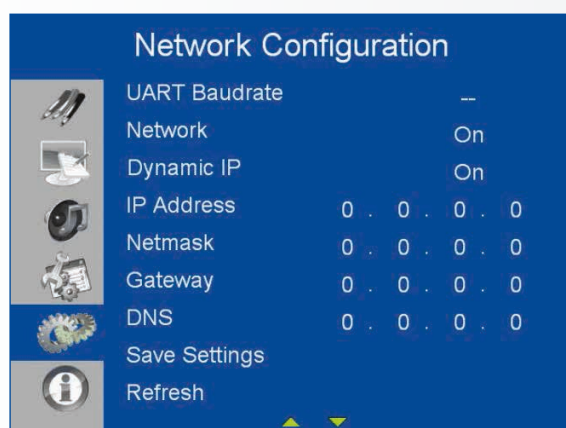 Network Configuration
UART Baudrate --
Network On
Dynamic IP On
IP Address 0 . 0 . 0 . 0
Netmask 0 . 0 . 0 . 0
Gateway 0 . 0 . 0 . 0
DNS 0 . 0 . 0 . 0
Save Settings
Refresh